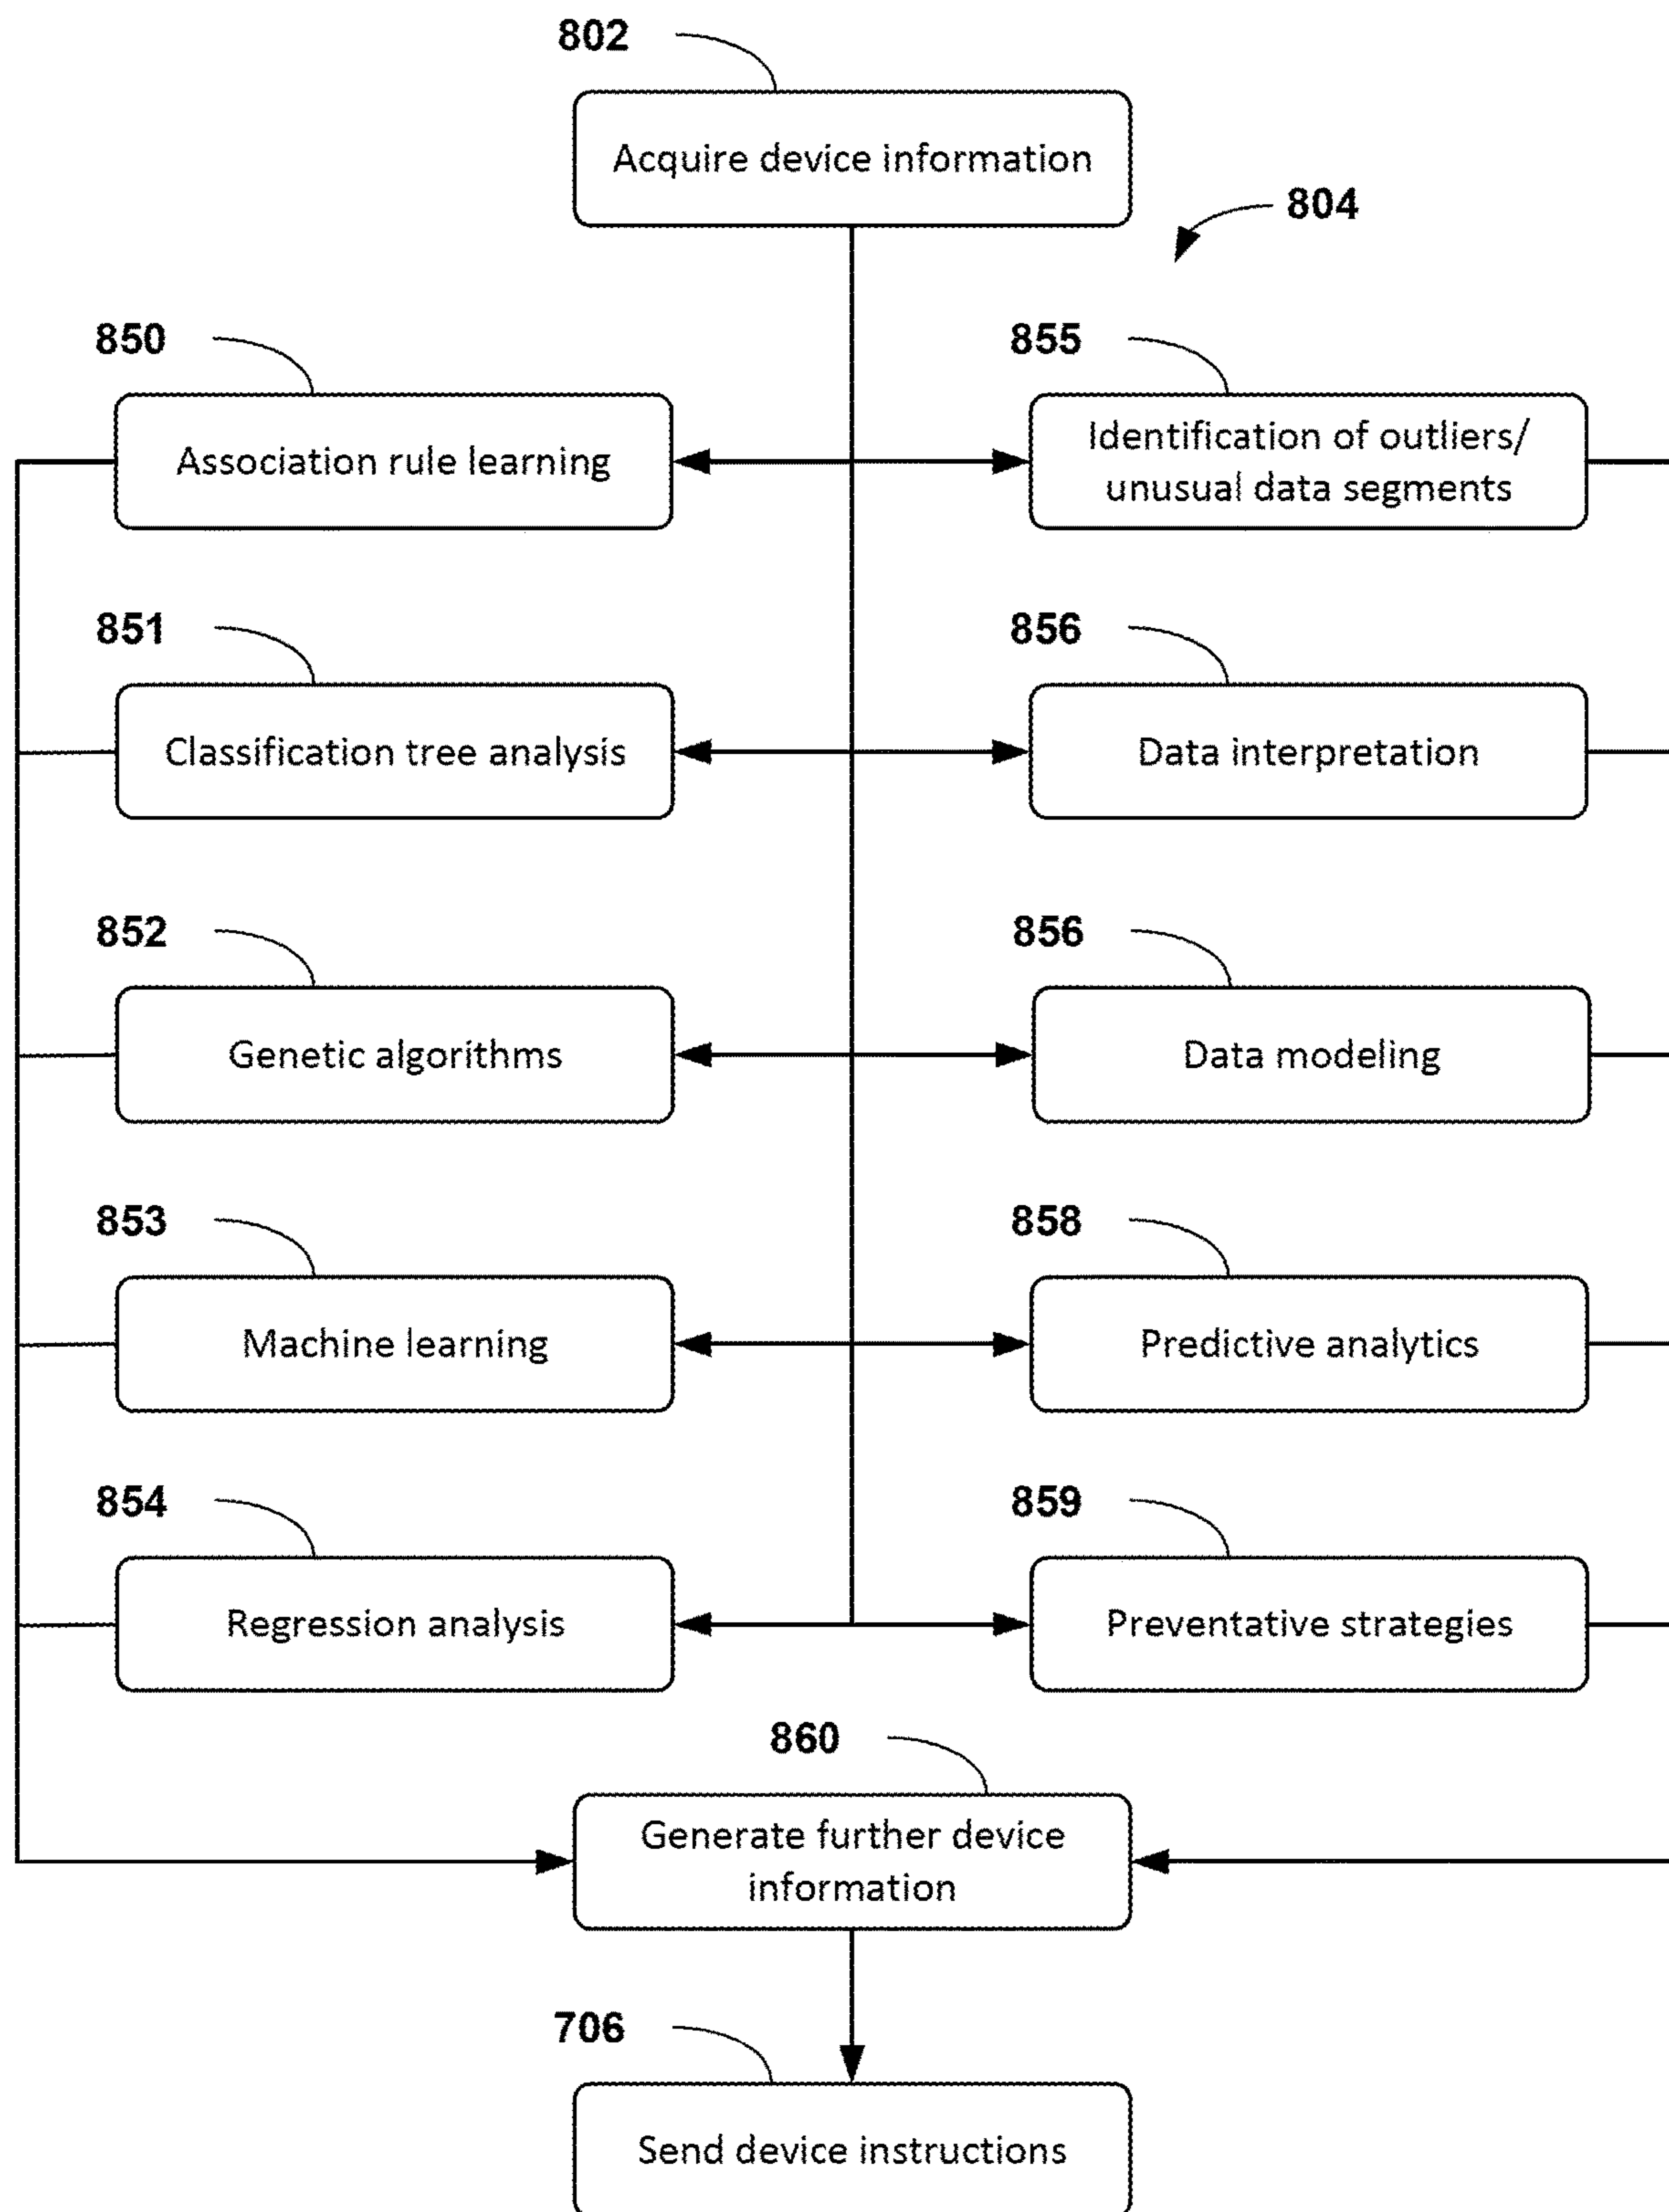 802
Acquire device information
804
850
855
Association rule learning
Identification of outliers/
unusual data segments
851
856
Classification tree analysis
Data interpretation
852
856
Genetic algorithms
Data modeling
853
858
Machine learning
Predictive analytics
854
859
Regression analysis
Preventative strategies
860
Generate further device
information
706
Send device instructions